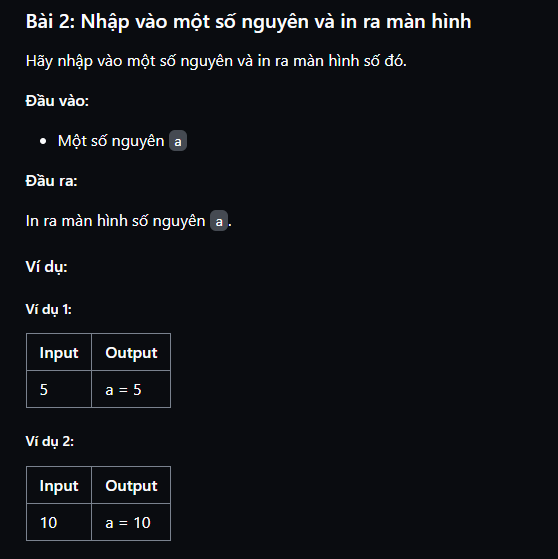 Bài 2: Nhập vào một số nguyên và in ra màn hình
Hãy nhập vào một số nguyên và in ra màn hình số đó.
Đầu vào:
• Một số nguyên a
Đầu ra:
In ra màn hình số nguyên a.
Ví dụ:
Ví dụ 1:
Input Output
5 a = 5
Ví dụ 2:
Input Output
10 a = 10